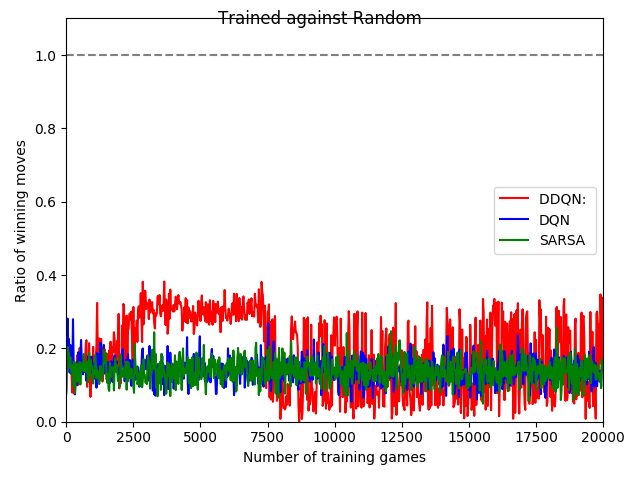 Trained against Random
1.0
0.8
0.6
0.4
0.2
0.0
Ratio of winning moves
DDQN:
DQN
SARSA
0 2500 5000 7500 10000 12500 15000 17500 20000
Number of training games